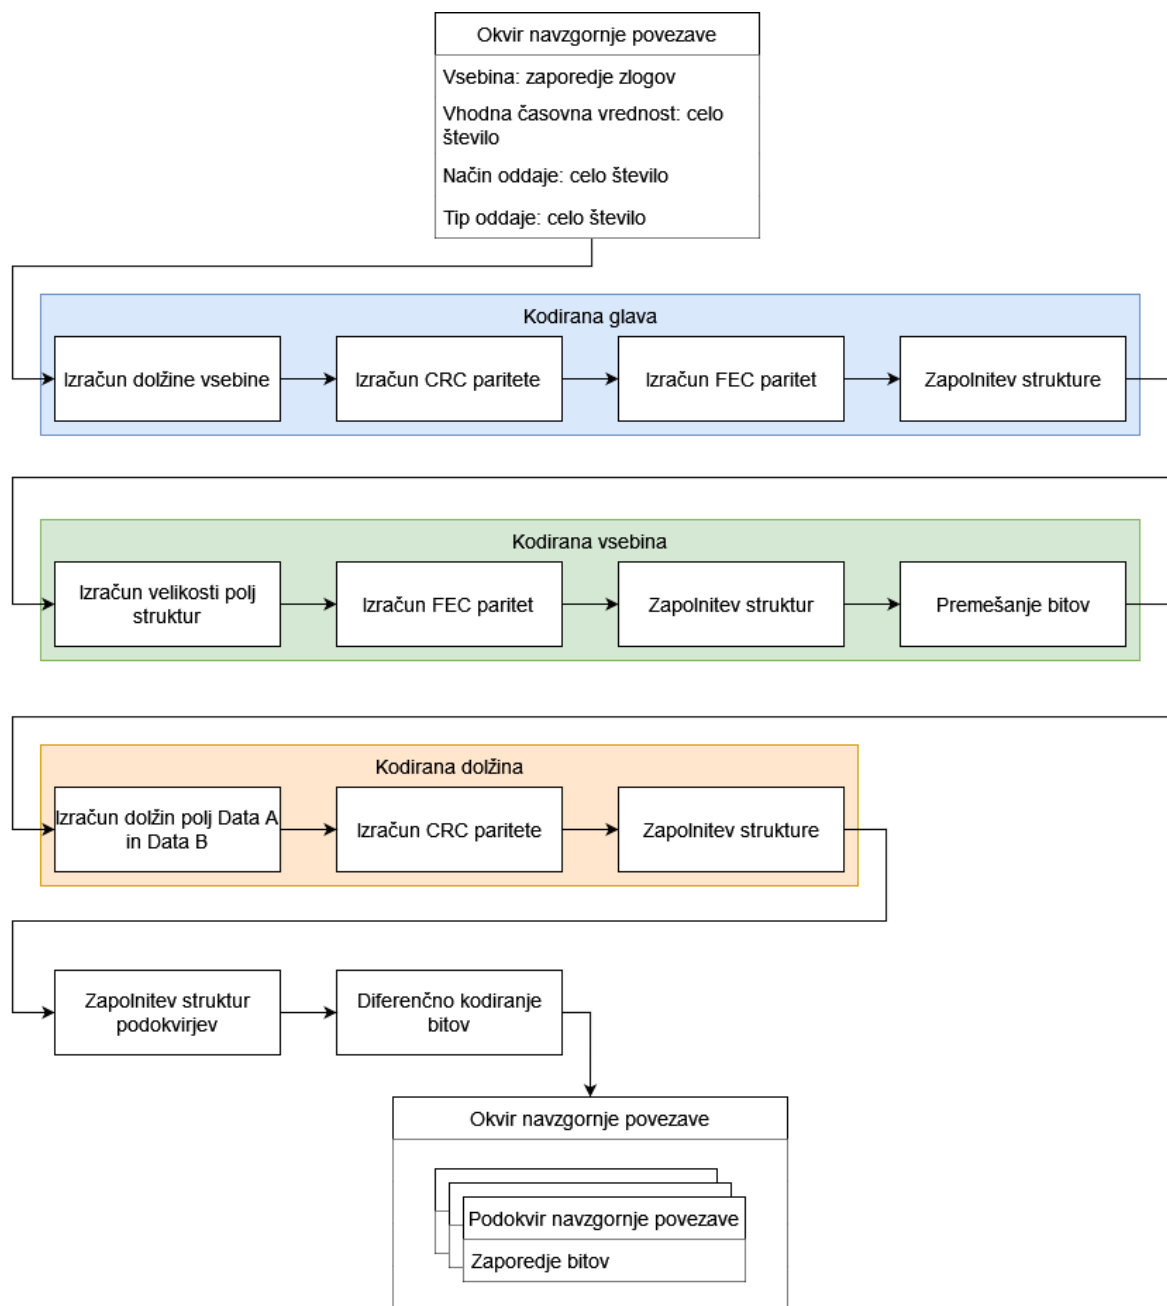 Okvir navzgornje povezave
Vsebina: zaporedje zlogov
Vhodna časovna vrednost: celo
število
Način oddaje: celo število
Tip oddaje: celo število
Kodirana glava
Izračun dolžine vsebine
Izračun CRC paritete
Izračun FEC paritet
Zapolnitev strukture
Kodirana vsebina
Izračun velikosti polj
struktur
Izračun FEC paritet
Zapolnitev struktur
Premešanje bitov
Kodirana dolžina
Izračun dolžin polj Data A
in Data B
Izračun CRC paritete
Zapolnitev strukture
Zapolnitev struktur
podokvirjev
Diferenčno kodiranje
bitov
Okvir navzgornje povezave
Podokvir navzgornje povezave
Zaporedje bitov